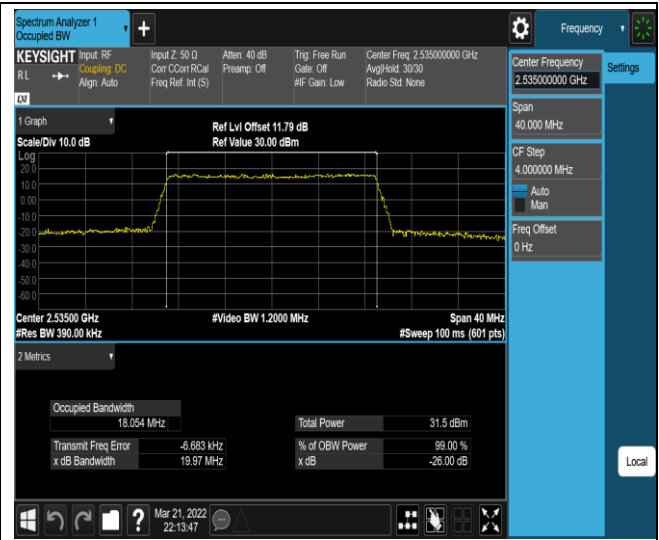 Spectrum Analyzer 1
Occupied BW
Frequency
KEYSIGHT
RL
Input: RF
Coupling: DC
Align: Auto
Input Z: 50 Ω
Corr CCorr RCal
Freq Ref: Int (S)
Atten: 40 dB
Preamp: Off
Trig: Free Run
Gate: Off
#IF Gain: Low
Center Freq: 2.535000000 GHz
Avg|Hold: 30/30
Radio Std: None
1 Graph
Scale/Div 10.0 dB
Ref Lvl Offset 11.79 dB
Ref Value 30.00 dBm
Log
20.0
10.0
0.00
-10.0
-20.0
-30.0
-40.0
-50.0
-60.0
Center 2.53500 GHz
#Video BW 1.2000 MHz
Span 40 MHz
#Res BW 390.00 kHz
#Sweep 100 ms (601 pts)
2 Metrics
Occupied Bandwidth
18.054 MHz
Total Power 31.5 dBm
Transmit Freq Error -6.683 kHz
% of OBW Power 99.00 %
x dB Bandwidth 19.97 MHz
x dB -26.00 dB
Center Frequency
2.535000000 GHz
Settings
Span
40.000 MHz
CF Step
4.000000 MHz
Auto
Man
Freq Offset
0 Hz
Local
?
Mar 21, 2022
22:13:47